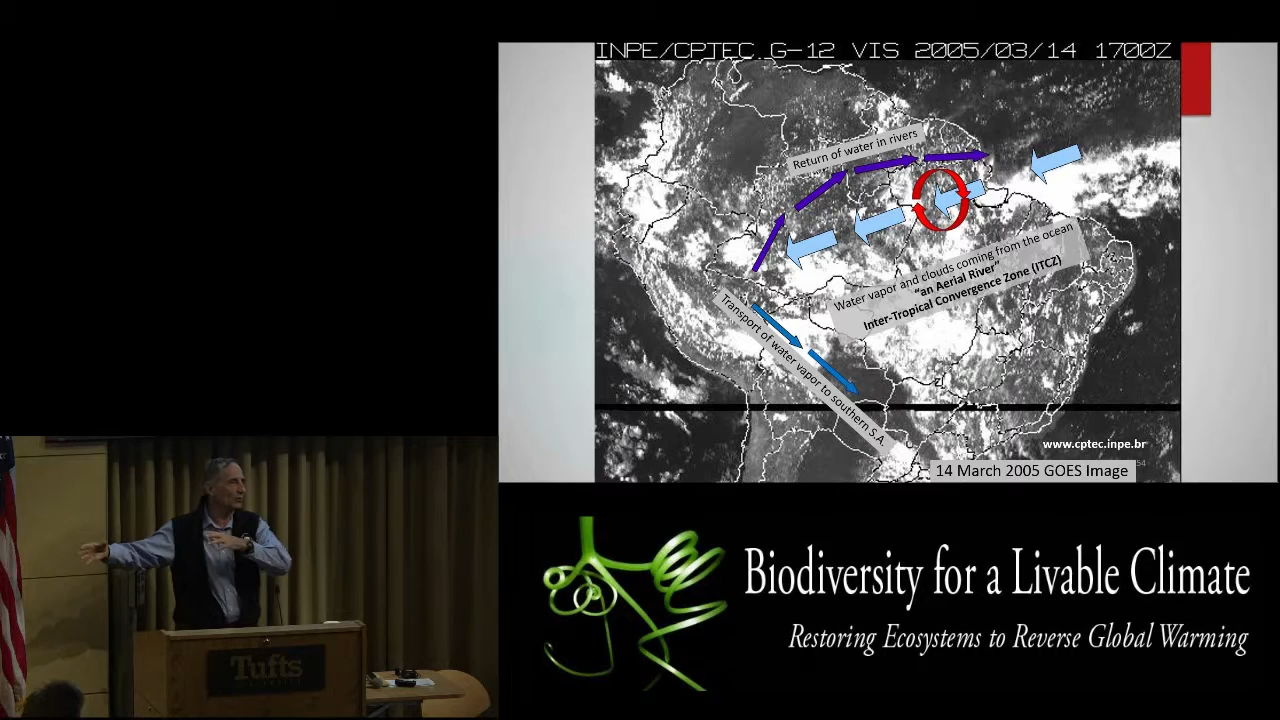 INPE/CPTEC.G-12 VIS 2005/03/14 1700Z
Return of water in rivers
Water vapor and clouds coming from the ocean
"an Aerial River"
Inter-Tropical Convergence Zone (ITCZ)
Transport of water vapor to southern S.A.
www.cptec.inpe.br
54
14 March 2005 GOES Image
Tufts
Biodiversity for a Livable Climate
Restoring Ecosystems to Reverse Global Warming